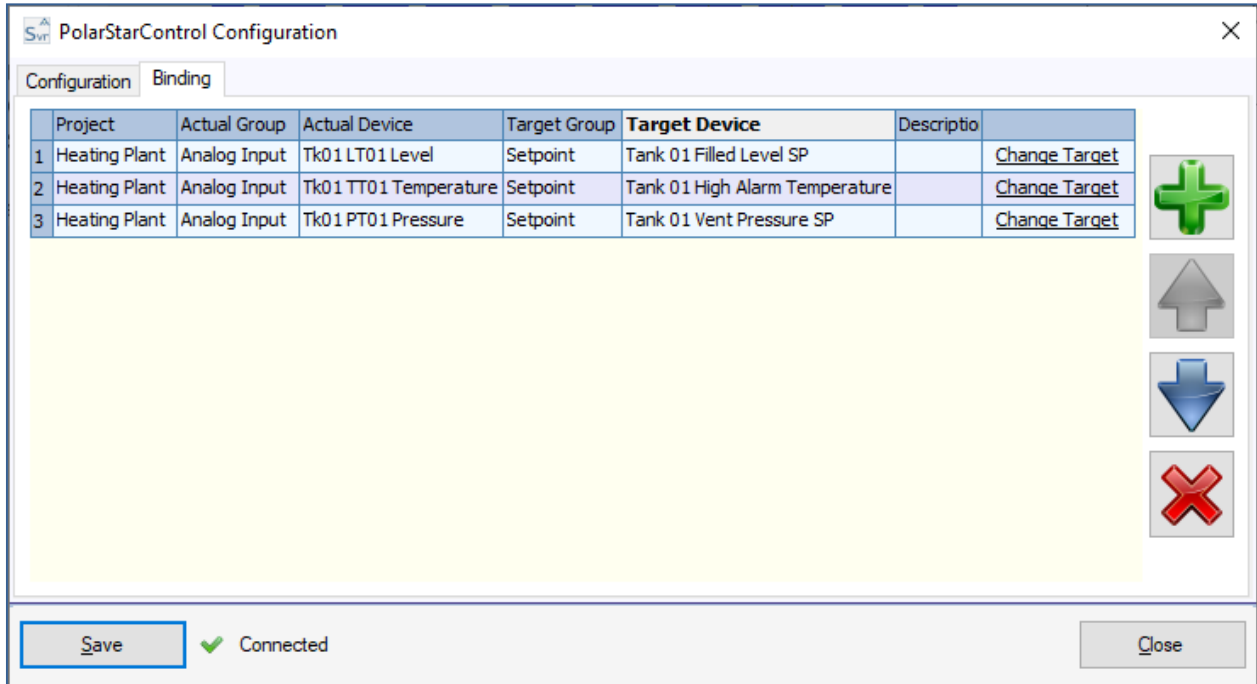 Svr A PolarStarControl Configuration
Configuration Binding
Project Actual Group Actual Device Target Group Target Device Descriptio
1 Heating Plant Analog Input Tk01 LT01 Level Setpoint Tank 01 Filled Level SP Change Target
2 Heating Plant Analog Input Tk01 TT01 Temperature Setpoint Tank 01 High Alarm Temperature Change Target
3 Heating Plant Analog Input Tk01 PT01 Pressure Setpoint Tank 01 Vent Pressure SP Change Target
Save Connected Close